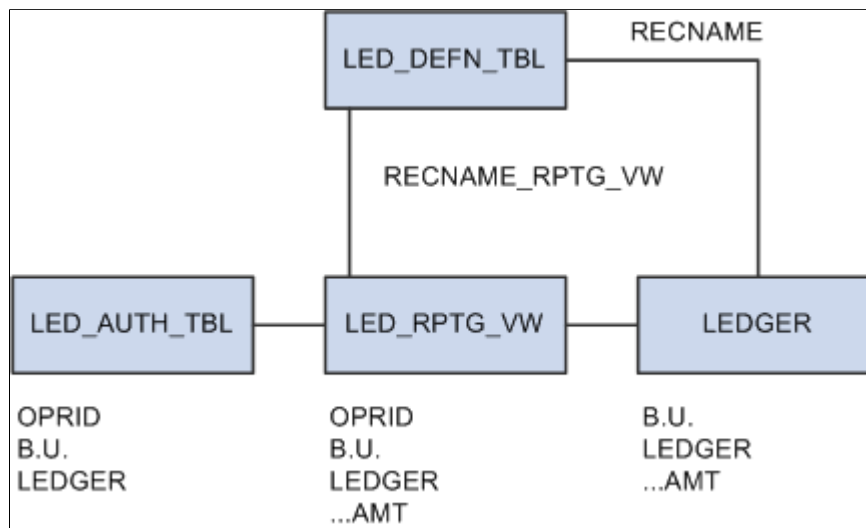 RECNAME
LED_DEFN_TBL
RECNAME_RPTG_VW
LED_AUTH_TBL
LED_RPTG_VW
LEDGER
OPRID
B.U.
LEDGER
OPRID
B.U.
LEDGER
...AMT
B.U.
LEDGER
...AMT